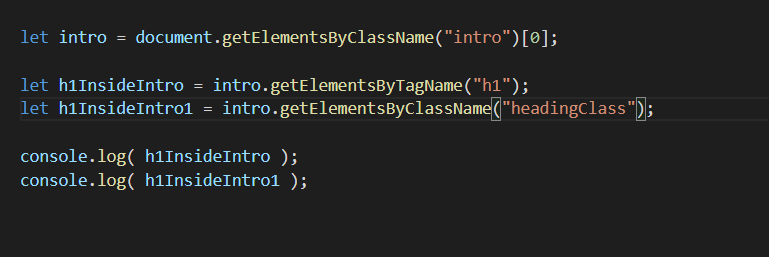 let intro = document.getElementsByClassName("intro")[0];
let h1InsideIntro = intro.getElementsByTagName("h1");
let h1InsideIntro1 = intro.getElementsByClassName("headingClass");
console.log( h1InsideIntro );
console.log( h1InsideIntro1 );